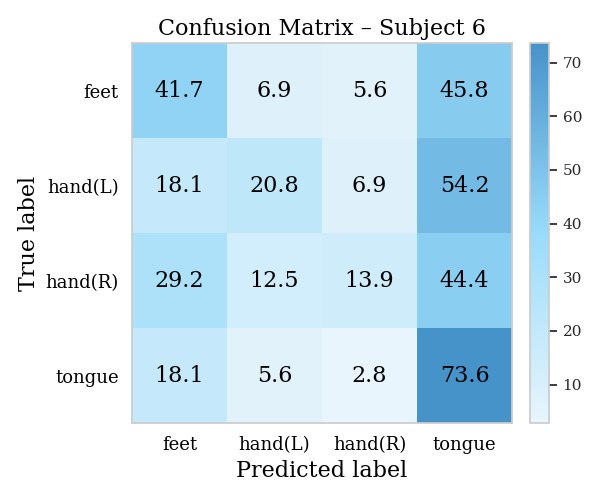 Confusion Matrix – Subject 6
feet 41.7 6.9 5.6 45.8
hand(L) 18.1 20.8 6.9 54.2
hand(R) 29.2 12.5 13.9 44.4
tongue 18.1 5.6 2.8 73.6
feet hand(L) hand(R) tongue
Predicted label
True label
70
60
50
40
30
20
10